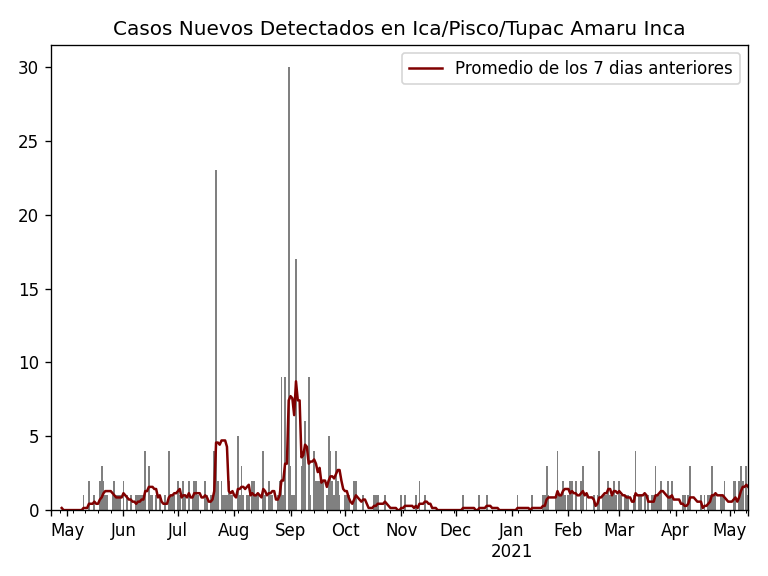 Casos Nuevos Detectados en Ica/Pisco/Tupac Amaru Inca
Promedio de los 7 dias anteriores
30
25
20
15
10
5
0
May Jun Jul Aug Sep Oct Nov Dec Jan Feb Mar Apr May
2021